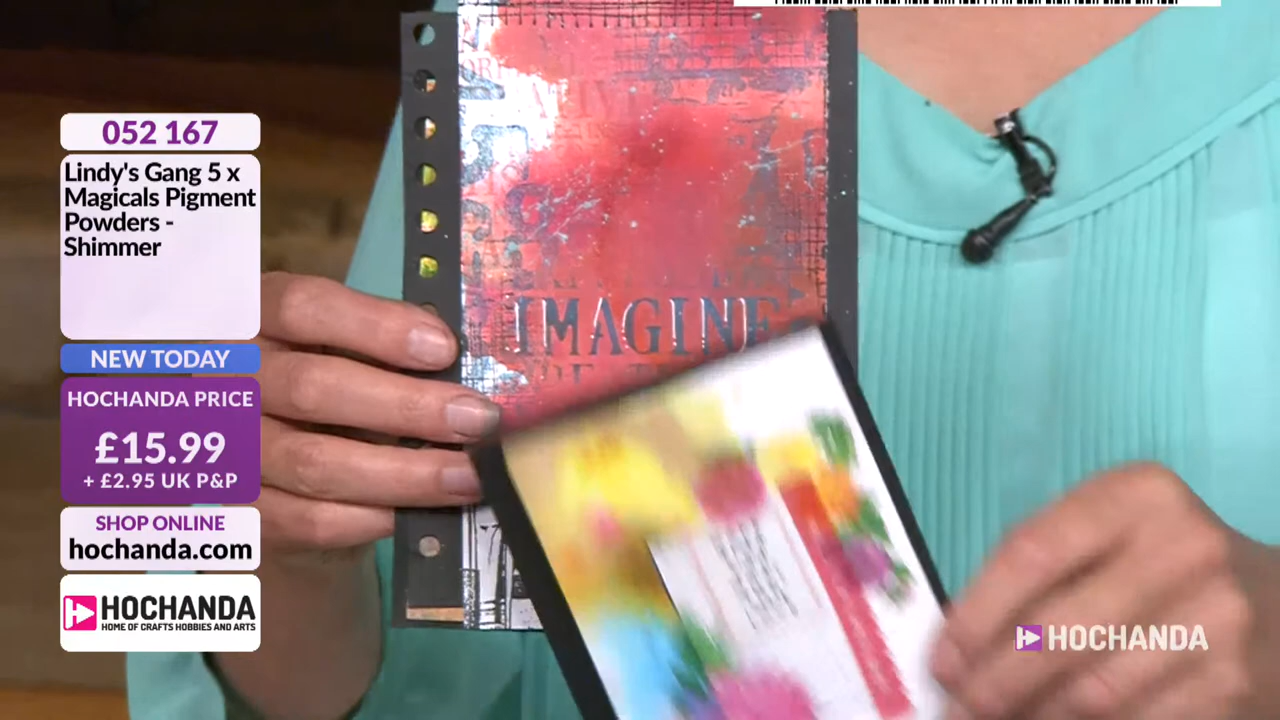 052 167
Lindy's Gang 5 x
Magicals Pigment
Powders -
Shimmer
NEW TODAY
HOCHANDA PRICE
£15.99
+ £2.95 UK P&P
SHOP ONLINE
hochanda.com
HOCHANDA
HOME OF CRAFTS HOBBIES AND ARTS
IMAGINE
HOCHANDA